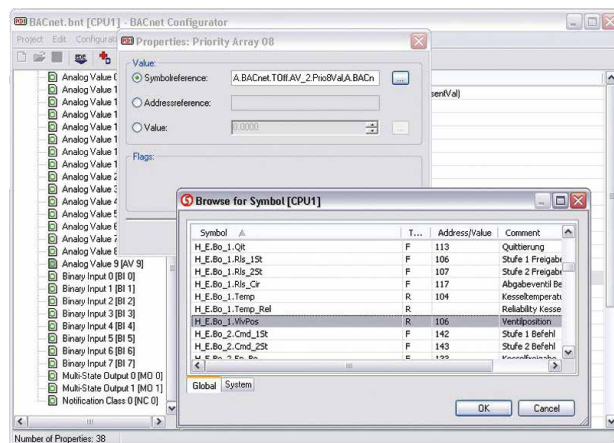 BACnet.bnt [CPU1] - BACnet Configurator
Project Edit
Properties: Priority Array 08
Value:
Symbolreference:
A.BACnet.TOff.AV_2.Prio8Val,A.BACn
...
Addressreference:
Value:
0.0000
...
Flags:
Analog Value
Analog Value 1
Analog Value 1
Analog Value 1
Analog Value 1
Analog Value 1
Analog Value 1
Analog Value 1
Analog Value 2
Analog Value 3
Analog Value 4
Analog Value 5
Analog Value 6
Analog Value 7
Analog Value 8
Analog Value 9 [AV 9]
Binary Input 0 [BI 0]
Binary Input 1 [BI 1]
Binary Input 2 [BI 2]
Binary Input 3 [BI 3]
Binary Input 4 [BI 4]
Binary Input 5 [BI 5]
Binary Input 6 [BI 6]
Binary Input 7 [BI 7]
Multi-State Output 0 [MO 0]
Multi-State Output 1 [MO 1]
Notification Class 0 [NC 0]
Browse for Symbol [CPU1]
Symbol T... Address/Value Comment
H_E.Bo_1.Qit F 113 Quittierung
H_E.Bo_1.Rls_1St F 106 Stufe 1 Freigabe
H_E.Bo_1.Rls_2St F 107 Stufe 2 Freigabe
H_E.Bo_1.Rls_Cir F 117 Abgabeventil Be
H_E.Bo_1.Temp R 104 Kesseltemperatu
H_E.Bo_1.Temp_Rel R Reliability Kesse
H_E.Bo_1.VlvPos R 106 Ventilposition
H_E.Bo_2.Cmd_1St F 142 Stufe 1 Befehl
H_E.Bo_2.Cmd_2St F 143 Stufe 2 Befehl
Global System
OK Cancel
Number of Properties: 38